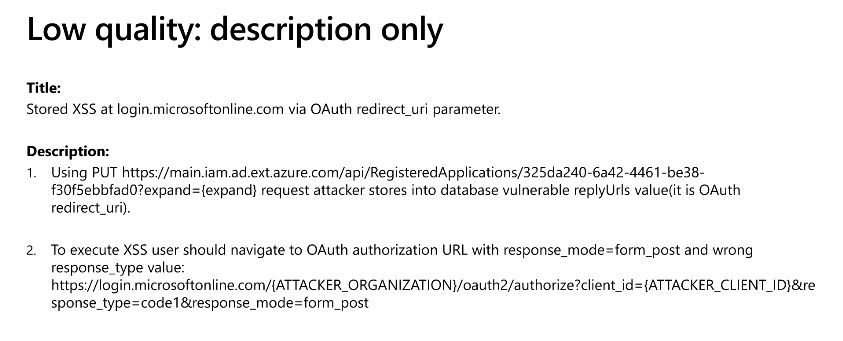 Low quality: description only
Title:
Stored XSS at login.microsoftonline.com via OAuth redirect_uri parameter.
Description:
1. Using PUT https://main.iam.ad.ext.azure.com/api/RegisteredApplications/325da240-6a42-4461-be38-
f30f5ebbfad0?expand={expand} request attacker stores into database vulnerable replyUrls value(it is OAuth
redirect_uri).
2. To execute XSS user should navigate to OAuth authorization URL with response_mode=form_post and wrong
response_type value:
https://login.microsoftonline.com/{ATTACKER_ORGANIZATION}/oauth2/authorize?client_id={ATTACKER_CLIENT_ID}&re
sponse_type=code1&response_mode=form_post